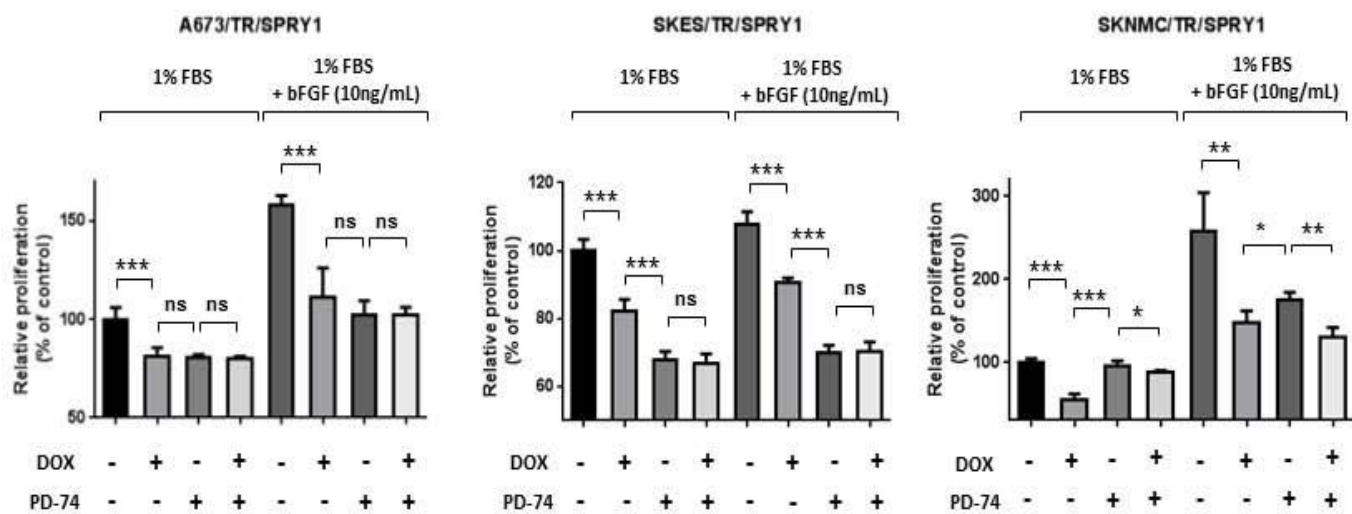 A673/TR/SPRY1
1% FBS
1% FBS
+ bFGF (10ng/mL)
Relative proliferation
(% of control)
150
100
50
***
ns
ns
***
ns
ns
DOX - + - + - + - +
PD-74 - - + + - - + +
SKES/TR/SPRY1
1% FBS
1% FBS
+ bFGF (10ng/mL)
Relative proliferation
(% of control)
120
100
80
60
***
***
ns
***
***
ns
DOX - + - + - + - +
PD-74 - - + + - - + +
SKNMC/TR/SPRY1
1% FBS
1% FBS
+ bFGF (10ng/mL)
Relative proliferation
(% of control)
300
200
100
***
***
*
**
*
**
DOX - + - + - + - +
PD-74 - - + + - - + +